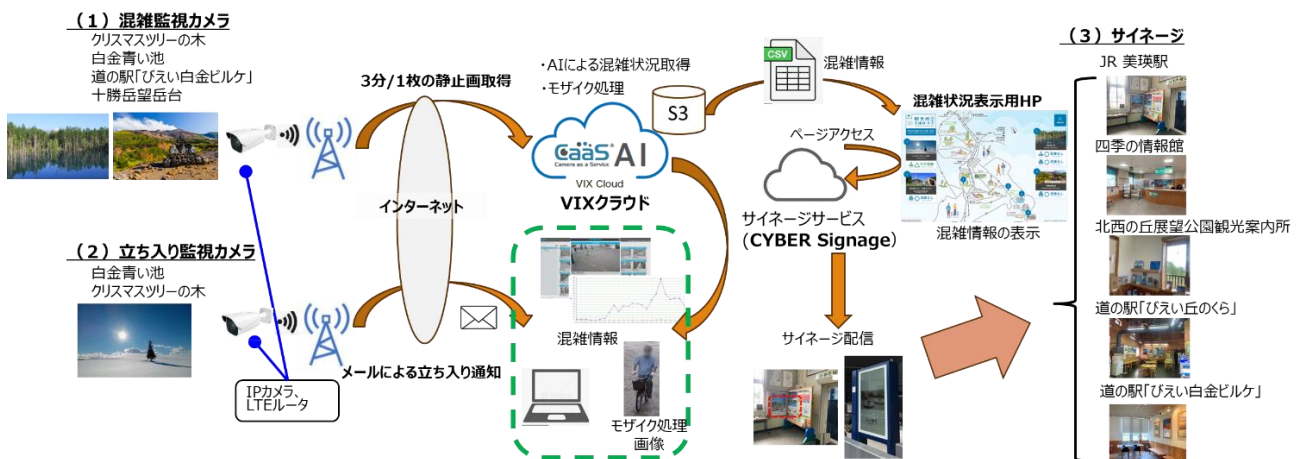 （１）混雑監視カメラ
クリスマスツリーの木
白金青い池
道の駅「びえい白金ビルケ」
十勝岳望岳台
3分/1枚の静止画取得
・AIによる混雑状況取得
・モザイク処理
S3
CSV
混雑情報
混雑状況表示用HP
混雑情報の表示
CaaS AI
Camera as a Service
VIX Cloud
VIXクラウド
インターネット
ページアクセス
サイネージサービス
(CYBER Signage)
（２）立ち入り監視カメラ
白金青い池
クリスマスツリーの木
IPカメラ、
LTEルータ
メールによる立ち入り通知
混雑情報
モザイク処理
画像
サイネージ配信
（３）サイネージ
JR 美瑛駅
四季の情報館
北西の丘展望公園観光案内所
道の駅「びえい丘のくら」
道の駅「びえい白金ビルケ」